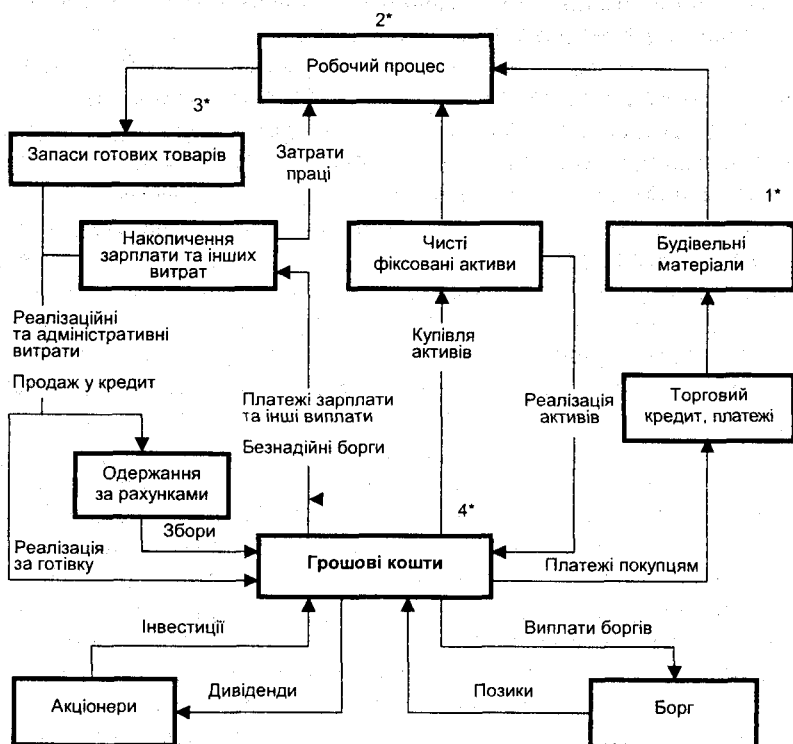 2*
Робочий процес
3*
Запаси готових товарів
Затрати
праці
1*
Накопичення
зарплати та інших
витрат
Чисті
фіксовані активи
Будівельні
матеріали
Реалізаційні
та адміністративні
витрати
Купівля
активів
Продаж у кредит
Платежі зарплати
та інші виплати
Реалізація
активів
Торговий
кредит, платежі
Безнадійні борги
Одержання
за рахунками
4*
Збори
Реалізація
за готівку
Грошові кошти
Платежі покупцям
Інвестиції
Виплати боргів
Акціонери
Дивіденди
Позики
Борг